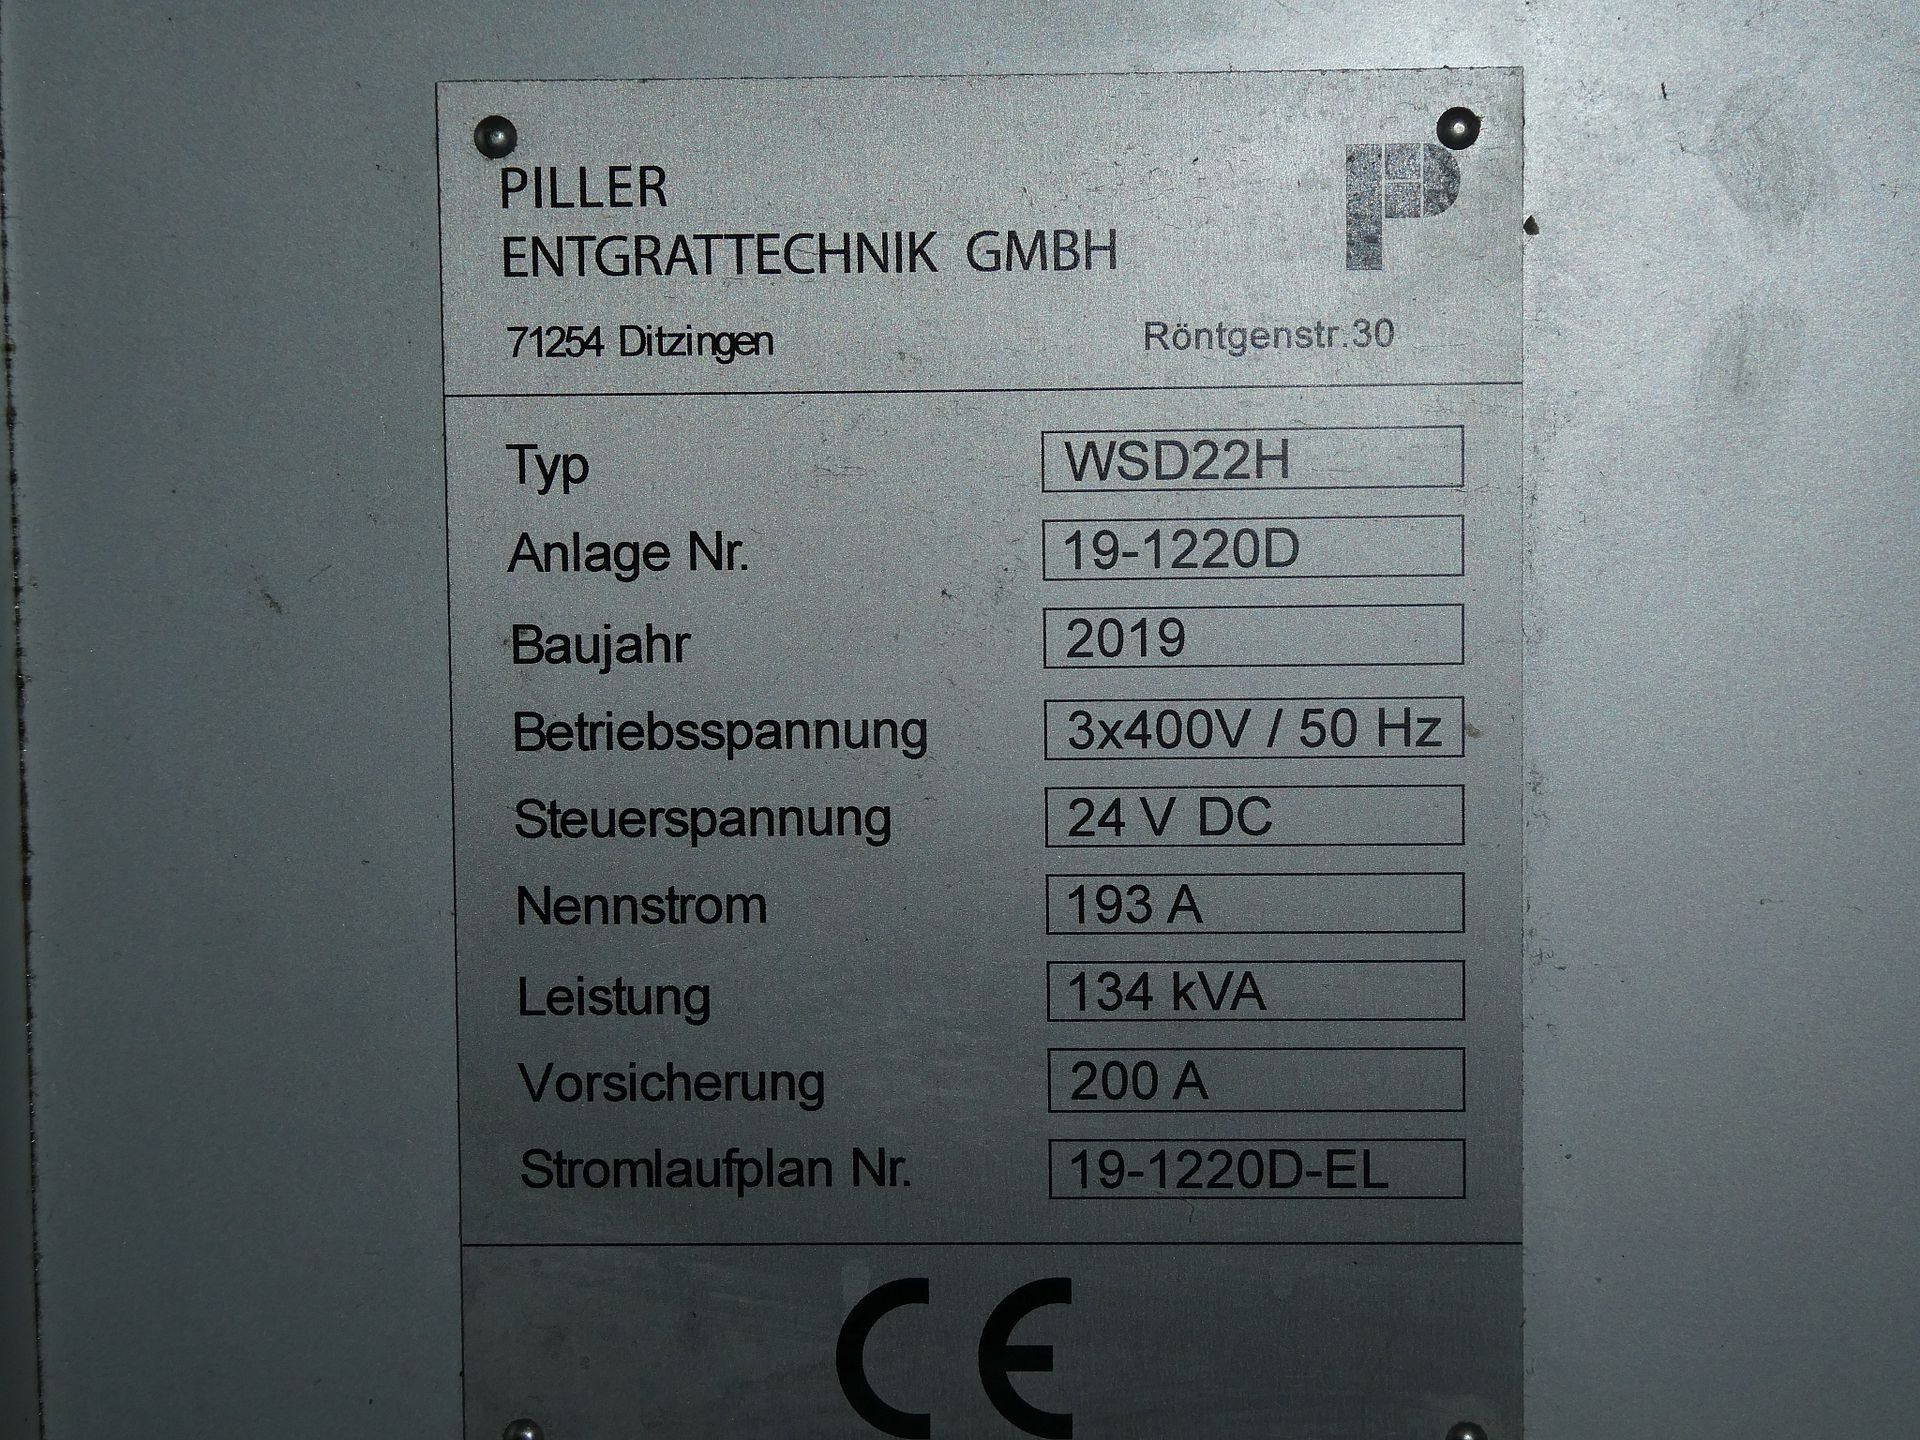 PILLER
ENTGRATTECHNIK GMBH
71254 Ditzingen Röntgenstr.30
Typ WSD22H
Anlage Nr. 19-1220D
Baujahr 2019
Betriebsspannung 3x400V / 50 Hz
Steuerspannung 24 V DC
Nennstrom 193 A
Leistung 134 kVA
Vorsicherung 200 A
Stromlaufplan Nr. 19-1220D-EL
CE